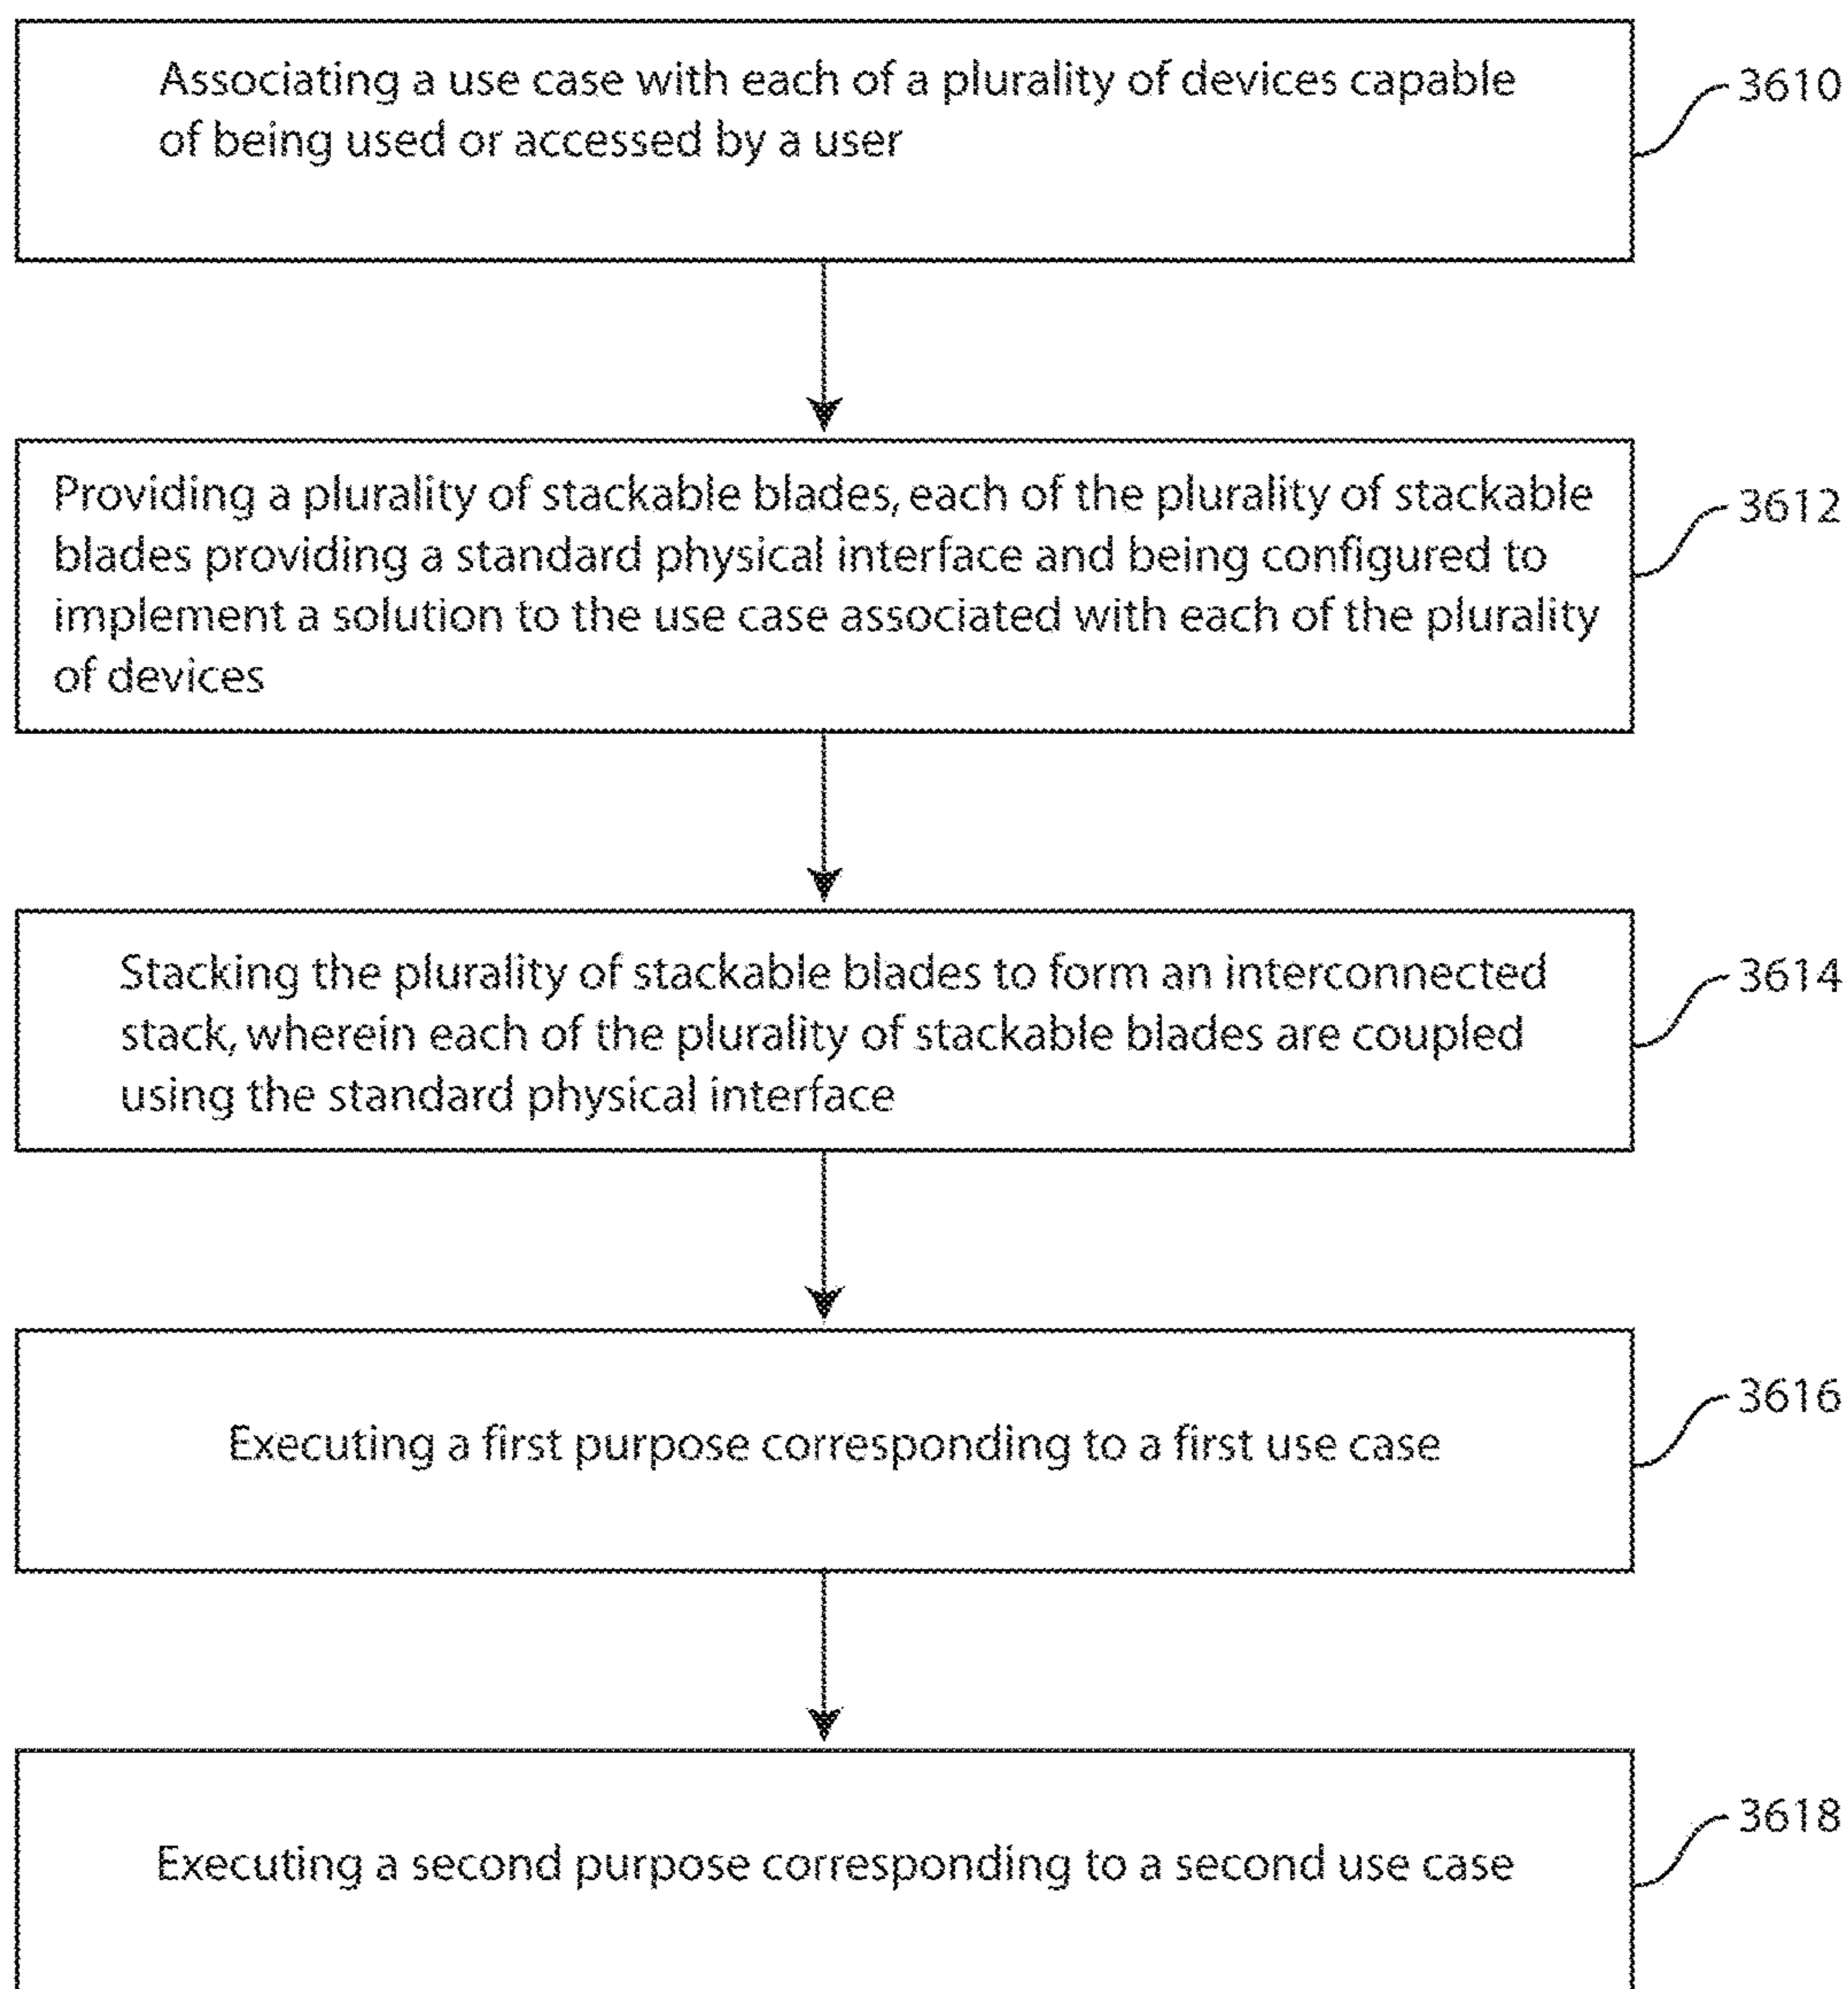 Associating a use case with each of a plurality of devices capable
of being used or accessed by a user
3610
Providing a plurality of stackable blades, each of the plurality of stackable
blades providing a standard physical interface and being configured to
implement a solution to the use case associated with each of the plurality
of devices
3612
Stacking the plurality of stackable blades to form an interconnected
stack, wherein each of the plurality of stackable blades are coupled
using the standard physical interface
3614
Executing a first purpose corresponding to a first use case
3616
Executing a second purpose corresponding to a second use case
3618